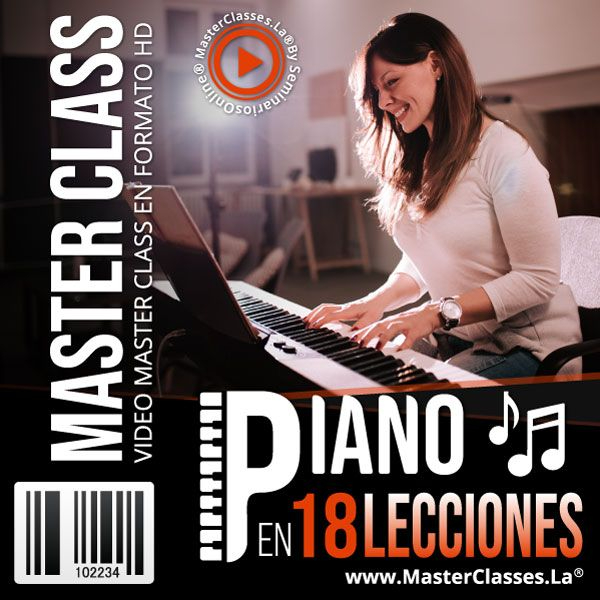 MASTER CLASS
VIDEO MASTER CLASS EN FORMATO HD
MasterClasses.La® By SeminariosOnline®
PIANO
EN 18 LECCIONES
102234
www.MasterClasses.La®